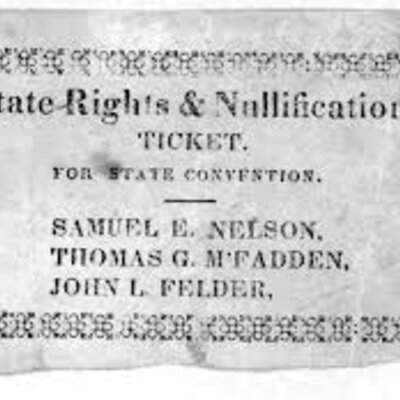 tate Rights & Nullification
TICKET.
FOR STATE CONVENTION.
SAMUEL E. NELSON,
THOMAS G. M'FADDEN,
JOHN L. FELDER,